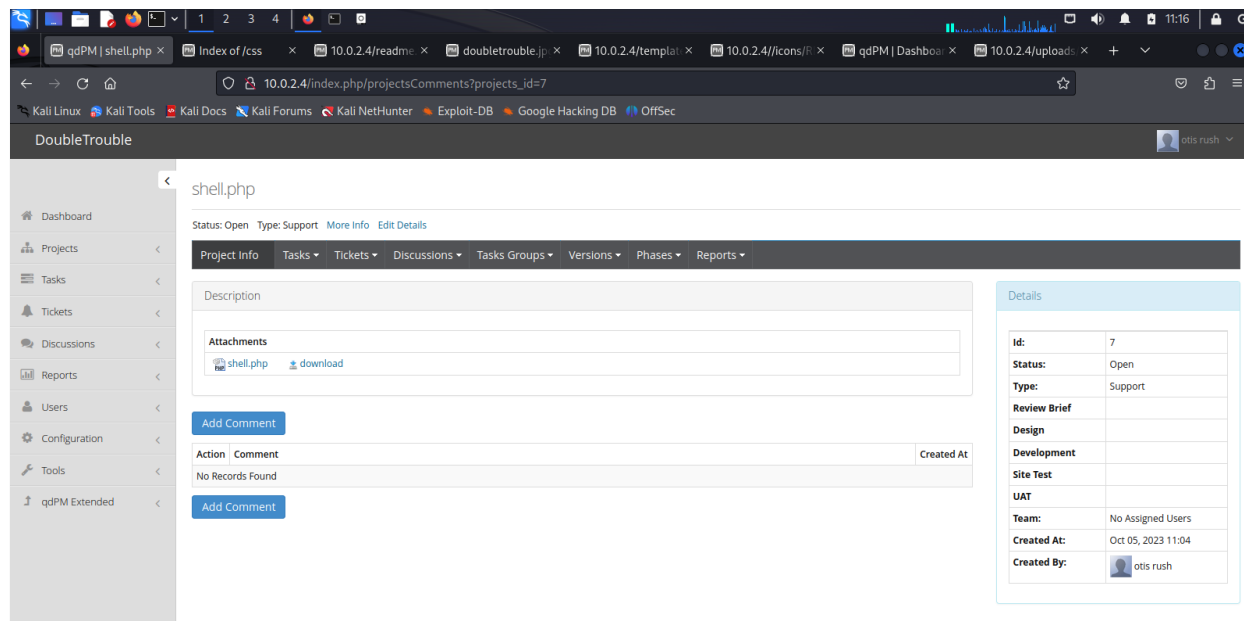 1 2 3 4 11:16
qdPM | shell.php × Index of /css × 10.0.2.4/readme. × doubletrouble.jp × 10.0.2.4/templat × 10.0.2.4//icons/R × qdPM | Dashboar × 10.0.2.4/uploads ×
10.0.2.4/index.php/projectsComments?projects_id=7
Kali Linux Kali Tools Kali Docs Kali Forums Kali NetHunter Exploit-DB Google Hacking DB OffSec
DoubleTrouble otis rush
shell.php
Dashboard
Projects
Tasks
Tickets
Discussions
Reports
Users
Configuration
Tools
qdPM Extended
Status: Open Type: Support More Info Edit Details
Project Info Tasks Tickets Discussions Tasks Groups Versions Phases Reports
Description
Attachments
shell.php download
Add Comment
Action Comment Created At
No Records Found
Add Comment
Details
Id: 7
Status: Open
Type: Support
Review Brief
Design
Development
Site Test
UAT
Team: No Assigned Users
Created At: Oct 05, 2023 11:04
Created By: otis rush